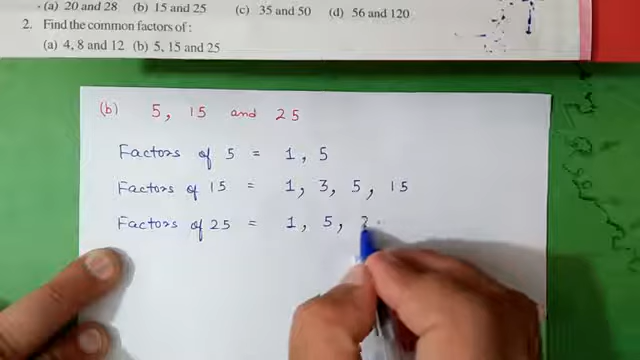 (a) 20 and 28 (b) 15 and 25 (c) 35 and 50 (d) 56 and 120
2. Find the common factors of :
(a) 4, 8 and 12 (b) 5, 15 and 25
(b) 5, 15 and 25
Factors of 5 = 1, 5
Factors of 15 = 1, 3, 5, 15
Factors of 25 = 1, 5, 2